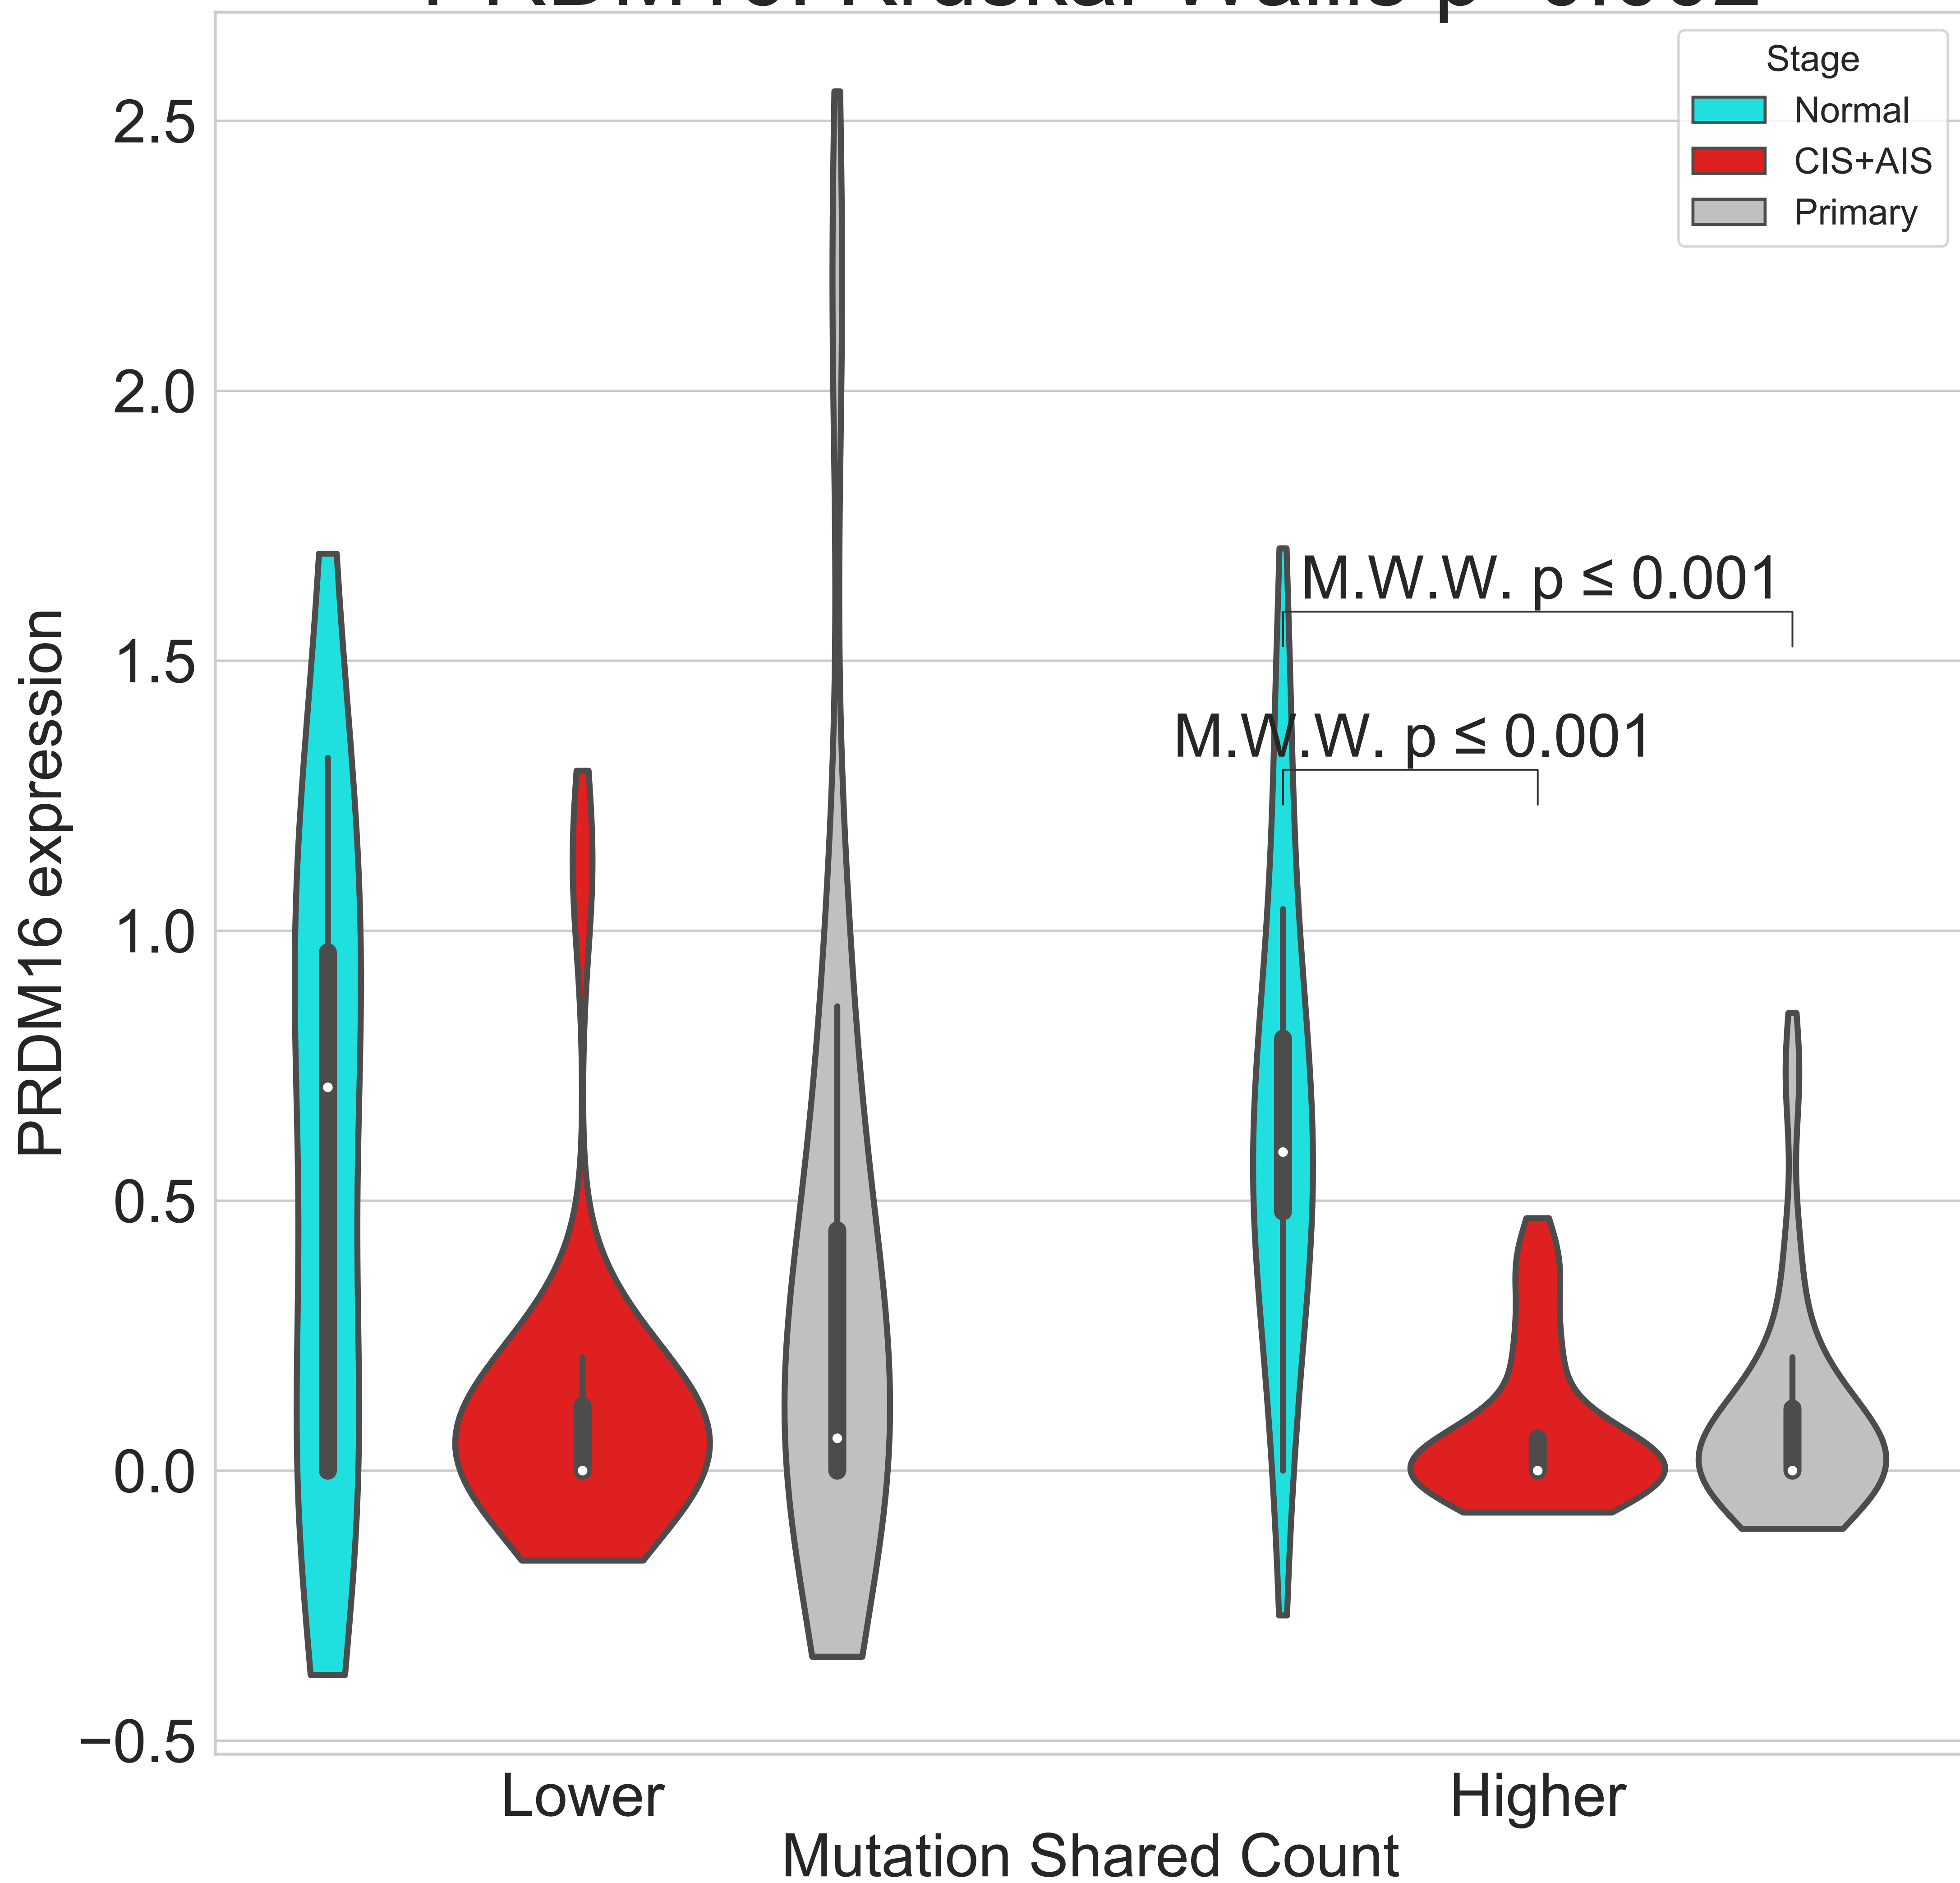 Stage
Normal
CIS+AIS
Primary
2.5
2.0
1.5
1.0
0.5
0.0
−0.5
PRDM16 expression
M.W.W. p ≤ 0.001
M.W.W. p ≤ 0.001
Lower
Higher
Mutation Shared Count